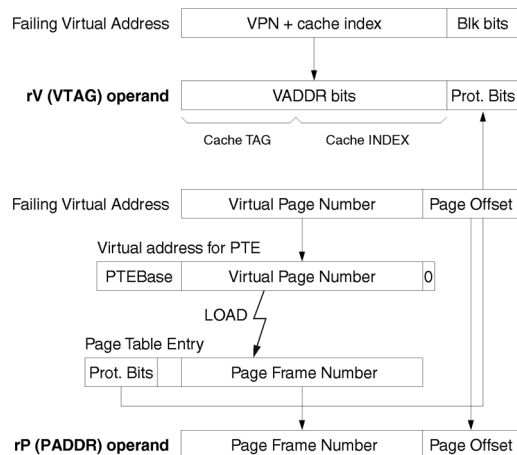 Failing Virtual Address VPN + cache index Blk bits
rV (VTAG) operand VADDR bits Prot. Bits
Cache TAG Cache INDEX
Failing Virtual Address Virtual Page Number Page Offset
Virtual address for PTE
PTEBase Virtual Page Number 0
LOAD
Page Table Entry
Prot. Bits Page Frame Number
rP (PADDR) operand Page Frame Number Page Offset